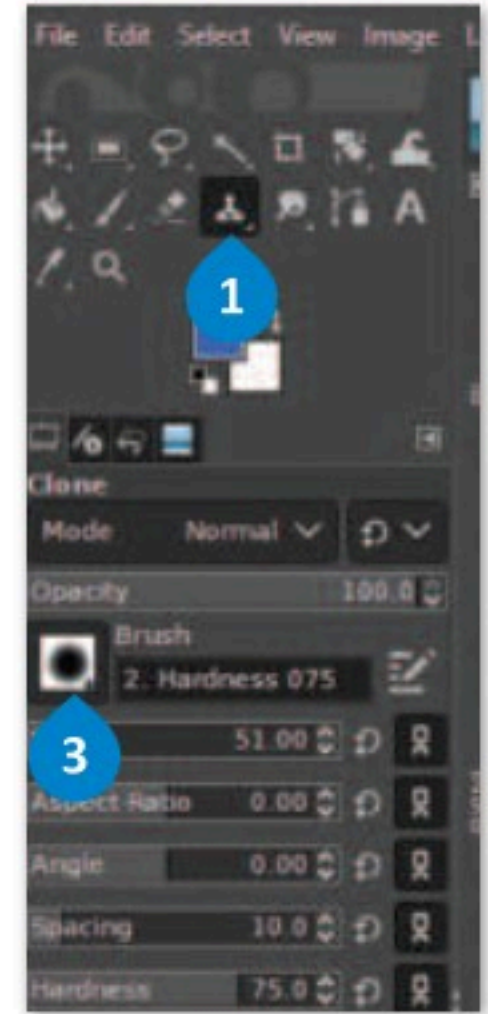 File Edit Select View Image L
A
1
Clone
Mode Normal
Opacity 100.0
Brush
2. Hardness 075
3
51.00
Aspect Ratio 0.00
Angle 0.00
Spacing 10.0
Hardness 75.0